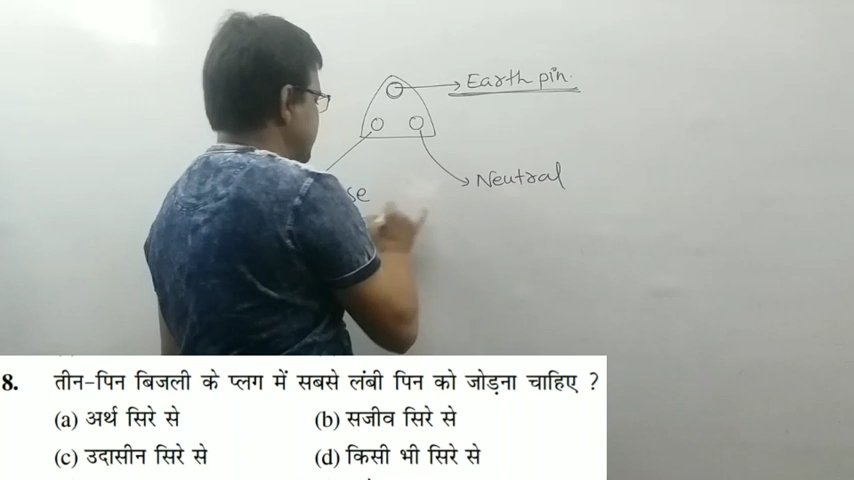 Earth pin.
Neutral
se
8. तीन-पिन बिजली के प्लग में सबसे लंबी पिन को जोड़ना चाहिए ?
(a) अर्थ सिरे से (b) सजीव सिरे से
(c) उदासीन सिरे से (d) किसी भी सिरे से